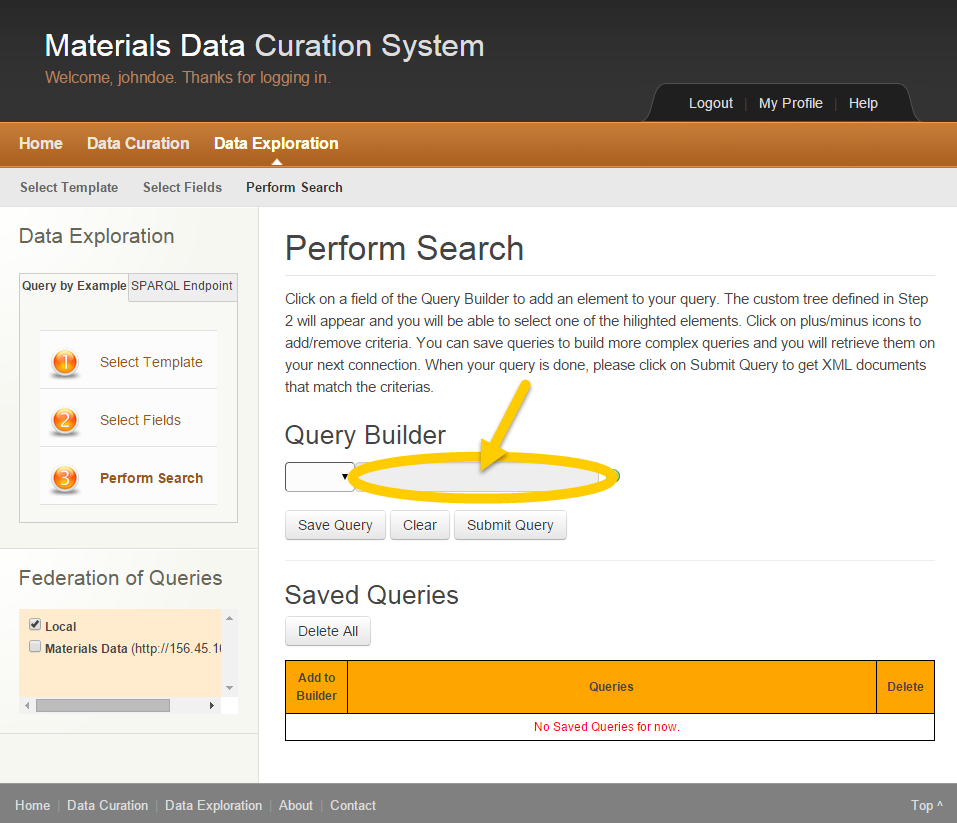 Materials Data Curation System
Welcome, johndoe. Thanks for logging in.
Logout | My Profile | Help
Home Data Curation Data Exploration
Select Template Select Fields Perform Search
Data Exploration
Query by Example SPARQL Endpoint
1 Select Template
2 Select Fields
3 Perform Search
Federation of Queries
Local
Materials Data (http://156.45.10
Perform Search
Click on a field of the Query Builder to add an element to your query. The custom tree defined in Step
2 will appear and you will be able to select one of the hilighted elements. Click on plus/minus icons to
add/remove criteria. You can save queries to build more complex queries and you will retrieve them on
your next connection. When your query is done, please click on Submit Query to get XML documents
that match the criterias.
Query Builder
Save Query Clear Submit Query
Saved Queries
Delete All
Add to
Builder
Queries
Delete
No Saved Queries for now.
Home | Data Curation | Data Exploration | About | Contact
Top ^